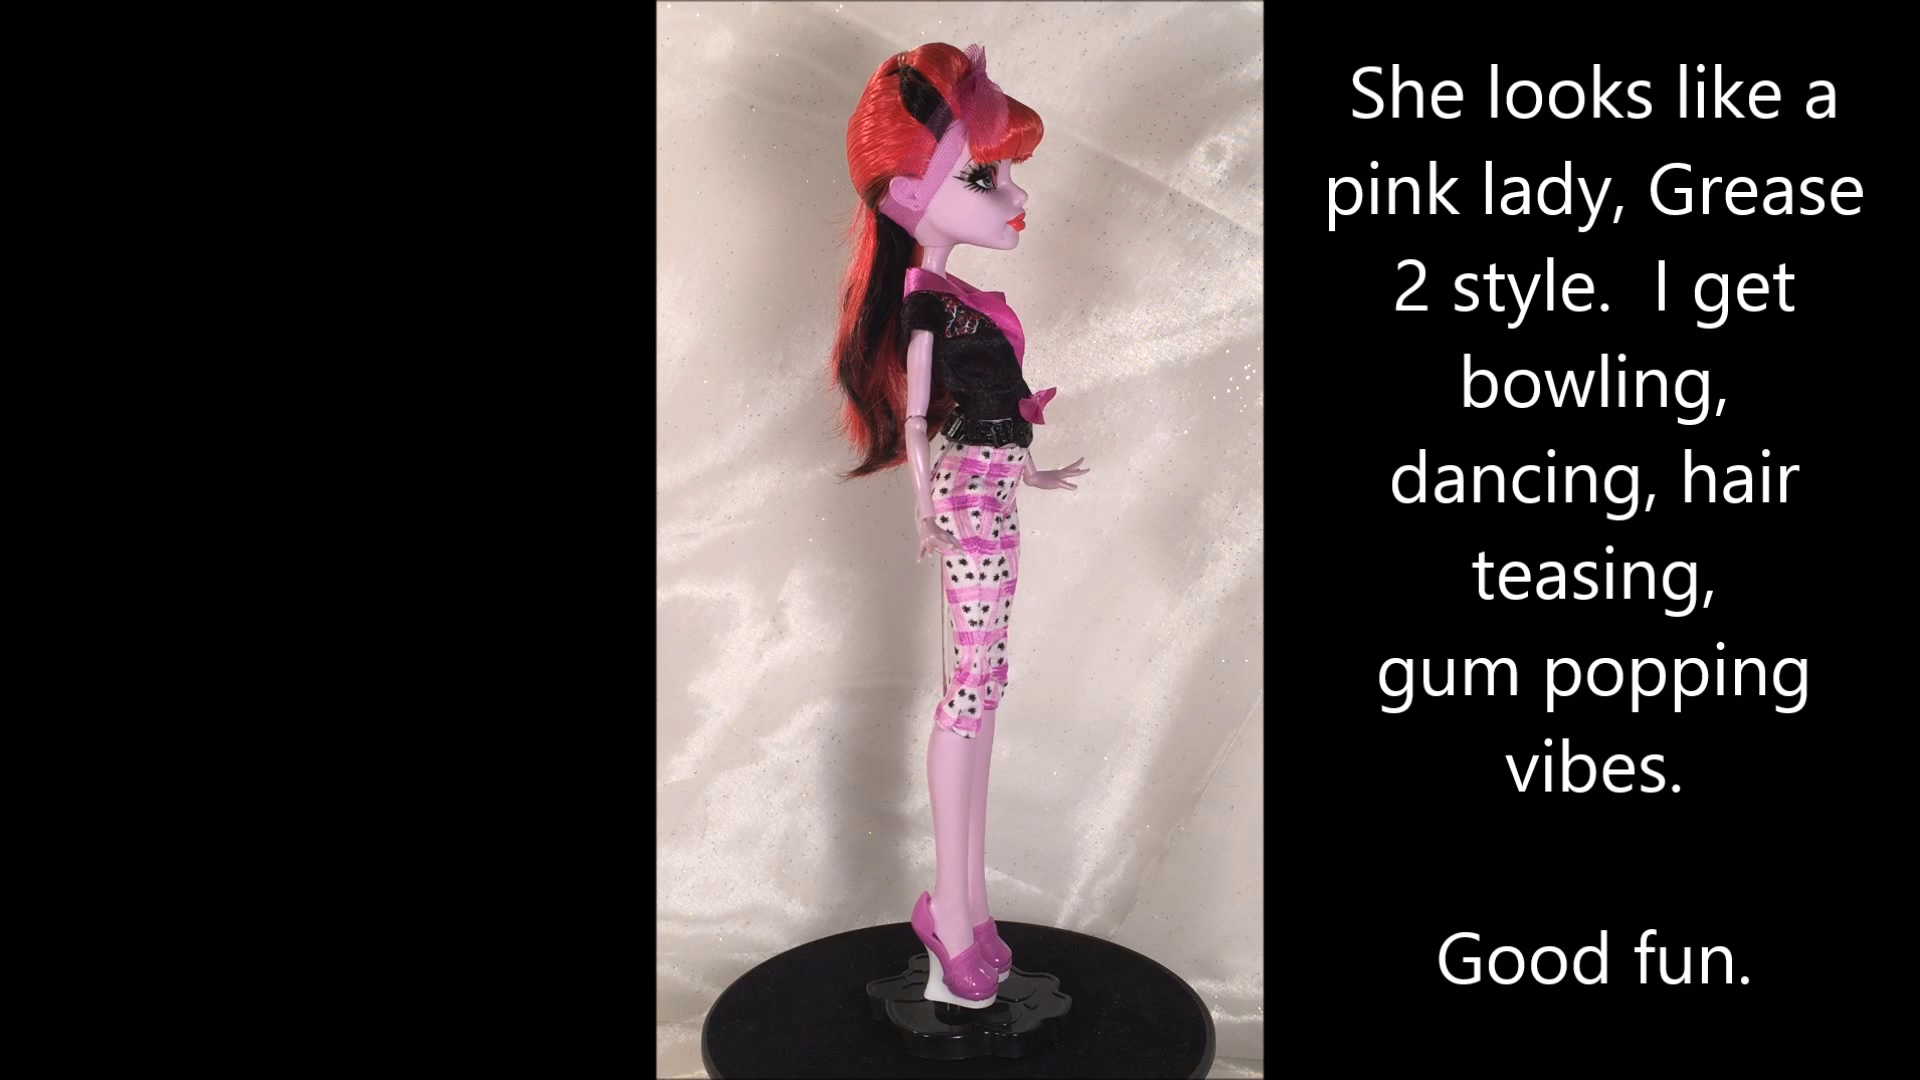 She looks like a
pink lady, Grease
2 style.  I get
bowling,
dancing, hair
teasing,
gum popping
vibes.
Good fun.